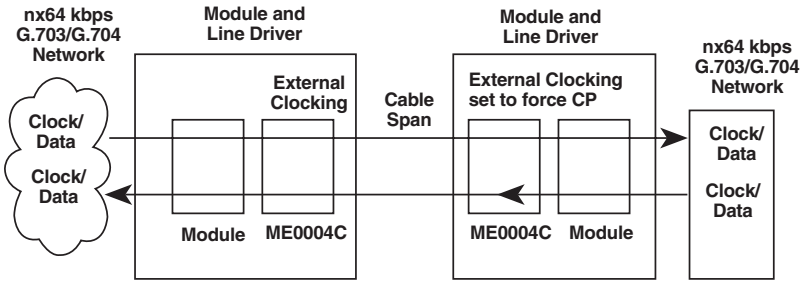 nx64 kbps
G.703/G.704
Network
Module and
Line Driver
Module and
Line Driver
nx64 kbps
G.703/G.704
Network
External
Clocking
Cable
Span
External Clocking
set to force CP
Clock/
Data
Clock/
Data
Clock/
Data
Clock/
Data
Module
ME0004C
ME0004C
Module